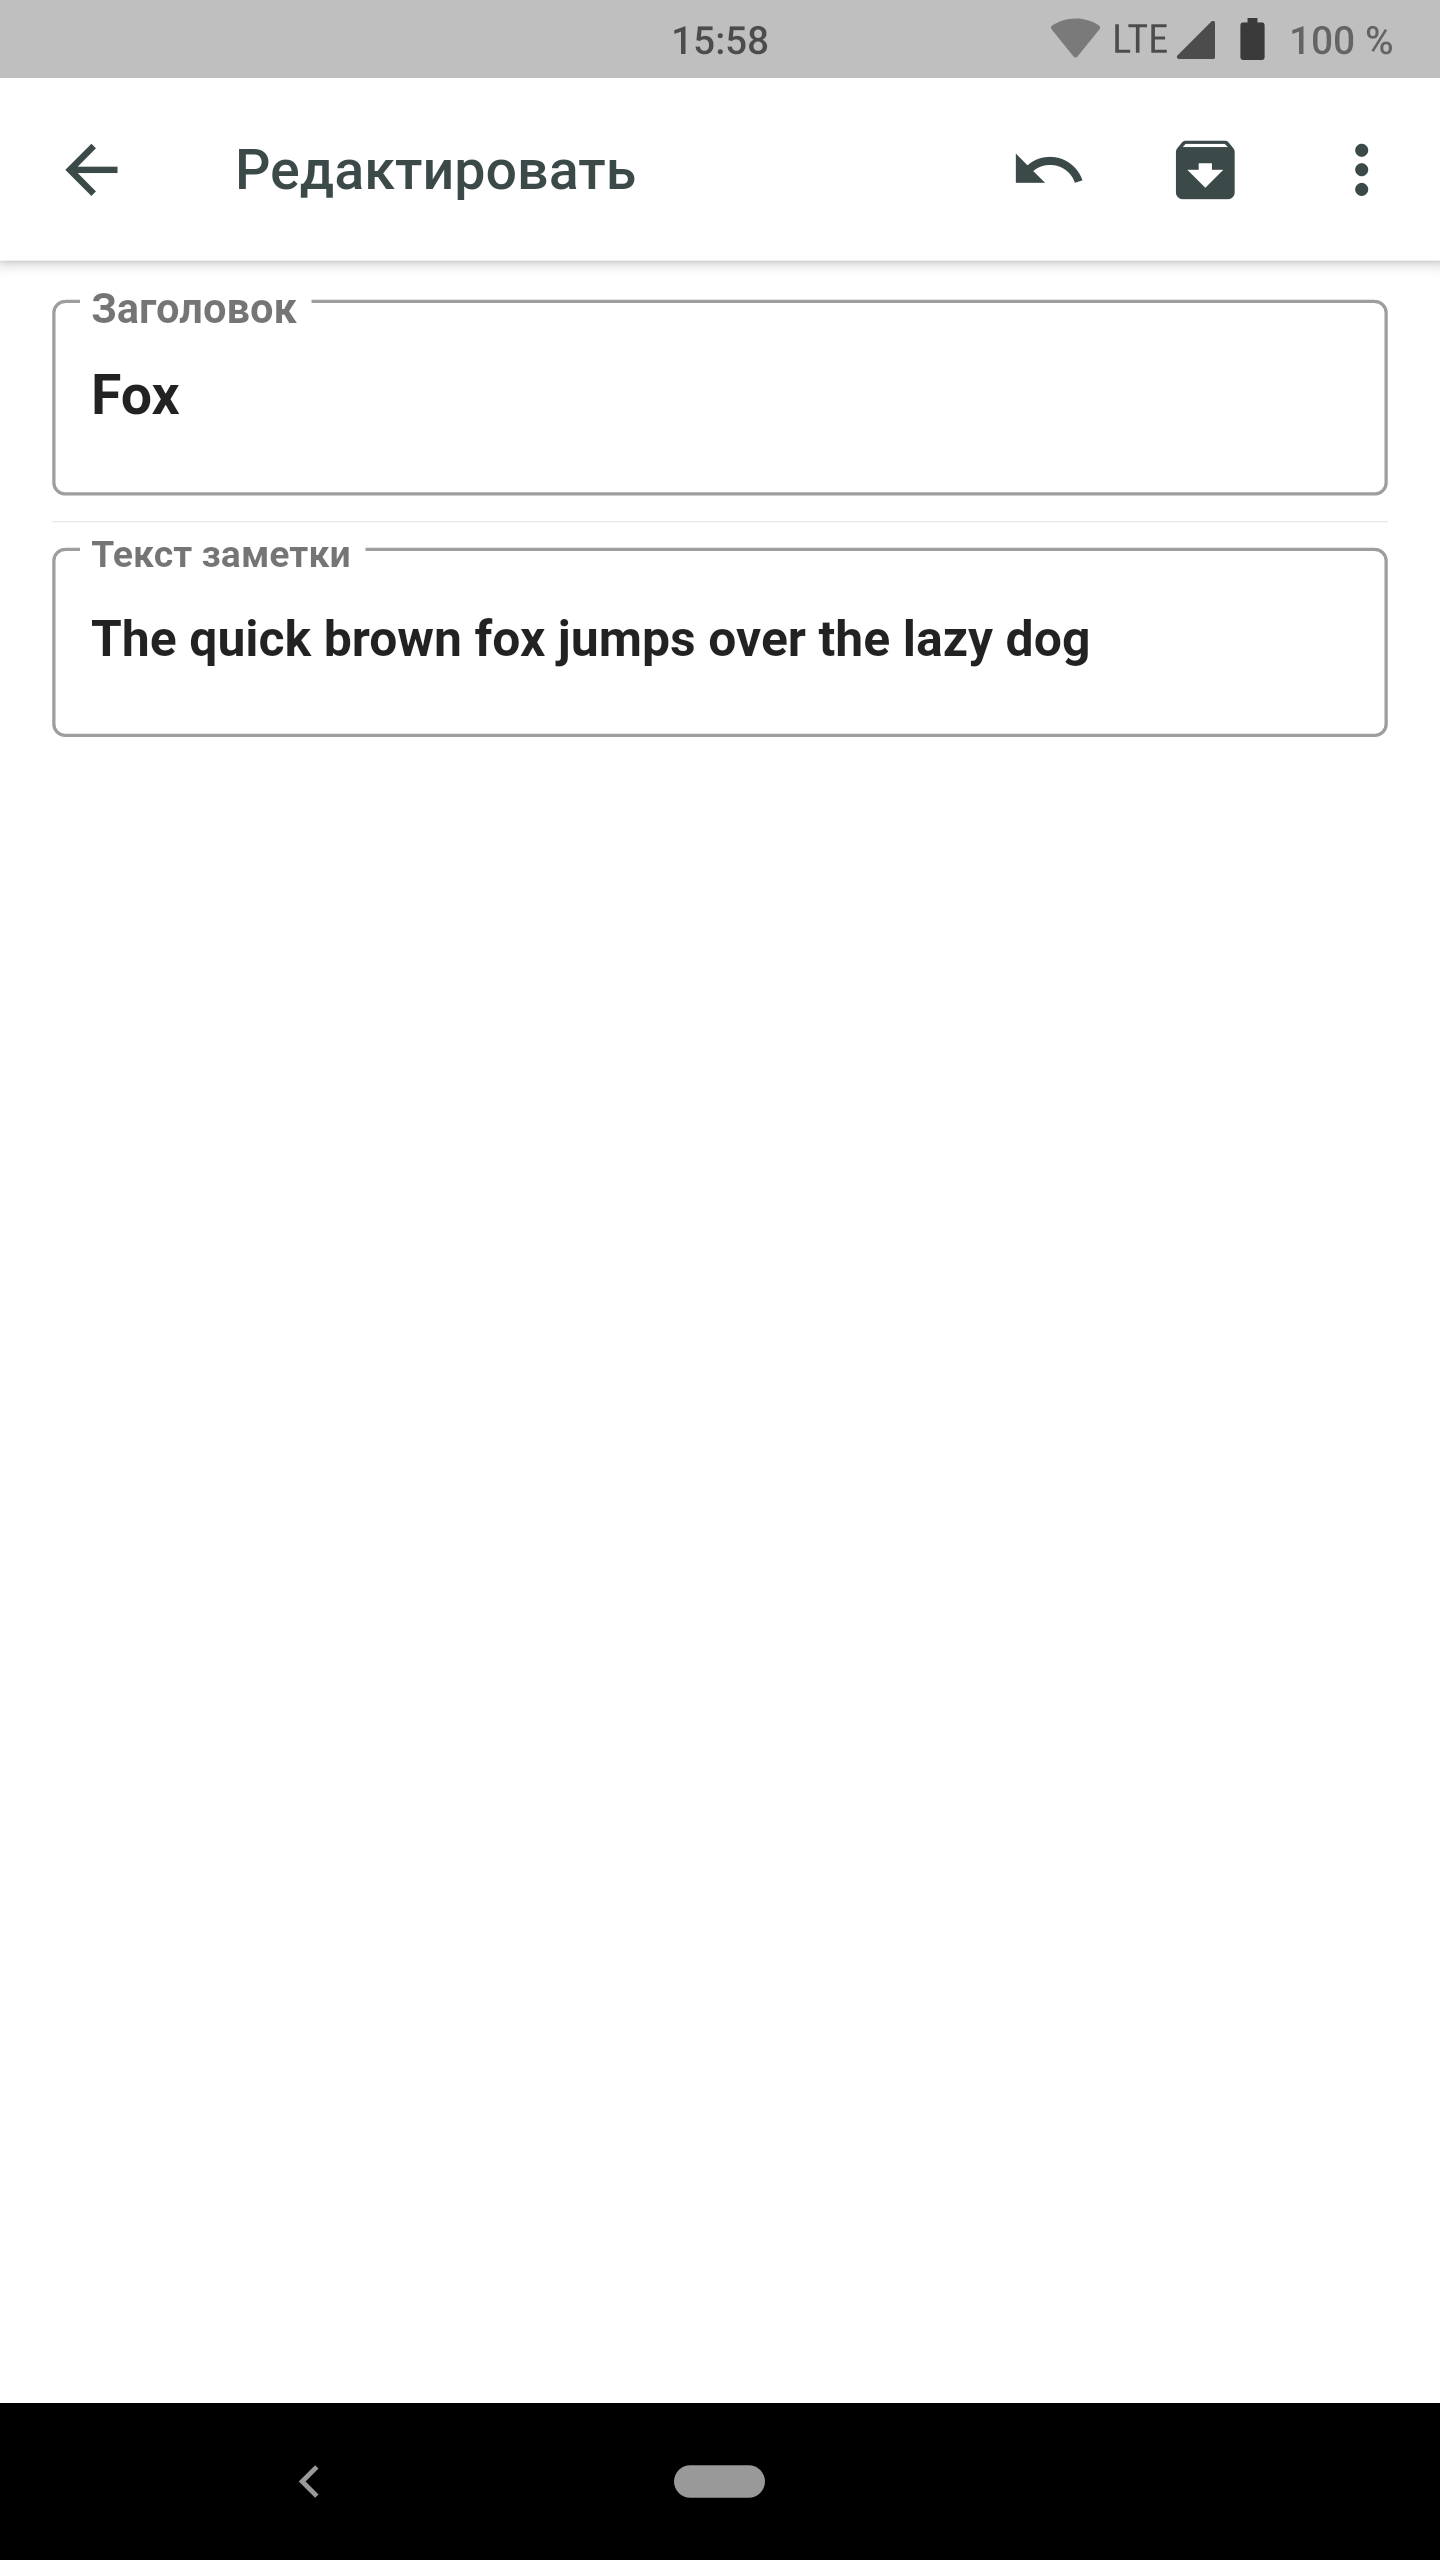 15:58 LTE 100 %
Редактировать
Заголовок
Fox
Текст заметки
The quick brown fox jumps over the lazy dog